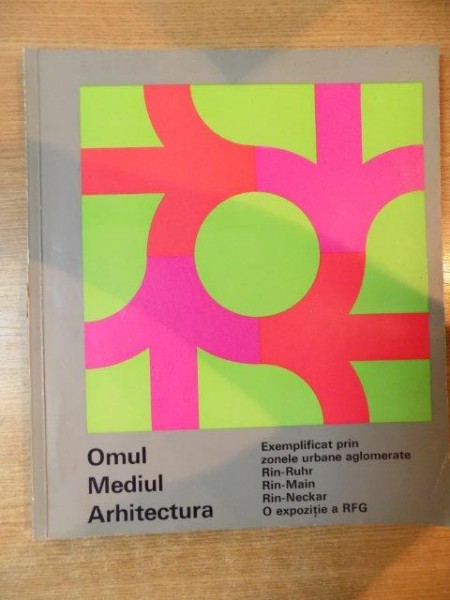 Omul
Mediul
Arhitectura
Exemplificat prin
zonele urbane aglomerate
Rin-Ruhr
Rin-Main
Rin-Neckar
O expoziție a RFG